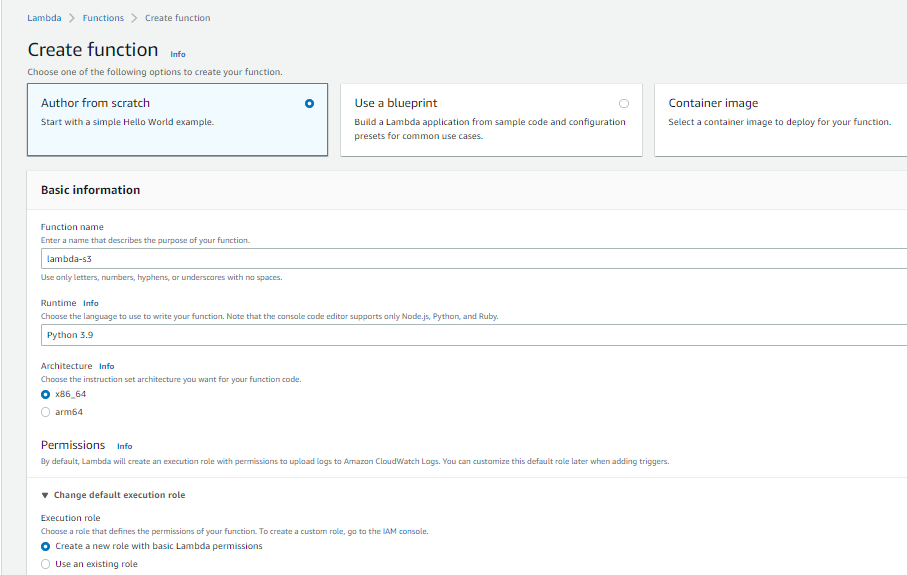 Lambda > Functions > Create function
Create function Info
Choose one of the following options to create your function.
Author from scratch
Start with a simple Hello World example.
Use a blueprint
Build a Lambda application from sample code and configuration
presets for common use cases.
Container image
Select a container image to deploy for your function.
Basic information
Function name
Enter a name that describes the purpose of your function.
lambda-s3
Use only letters, numbers, hyphens, or underscores with no spaces.
Runtime Info
Choose the language to use to write your function. Note that the console code editor supports only Node.js, Python, and Ruby.
Python 3.9
Architecture Info
Choose the instruction set architecture you want for your function code.
x86_64
arm64
Permissions Info
By default, Lambda will create an execution role with permissions to upload logs to Amazon CloudWatch Logs. You can customize this default role later when adding triggers.
Change default execution role
Execution role
Choose a role that defines the permissions of your function. To create a custom role, go to the IAM console.
Create a new role with basic Lambda permissions
Use an existing role